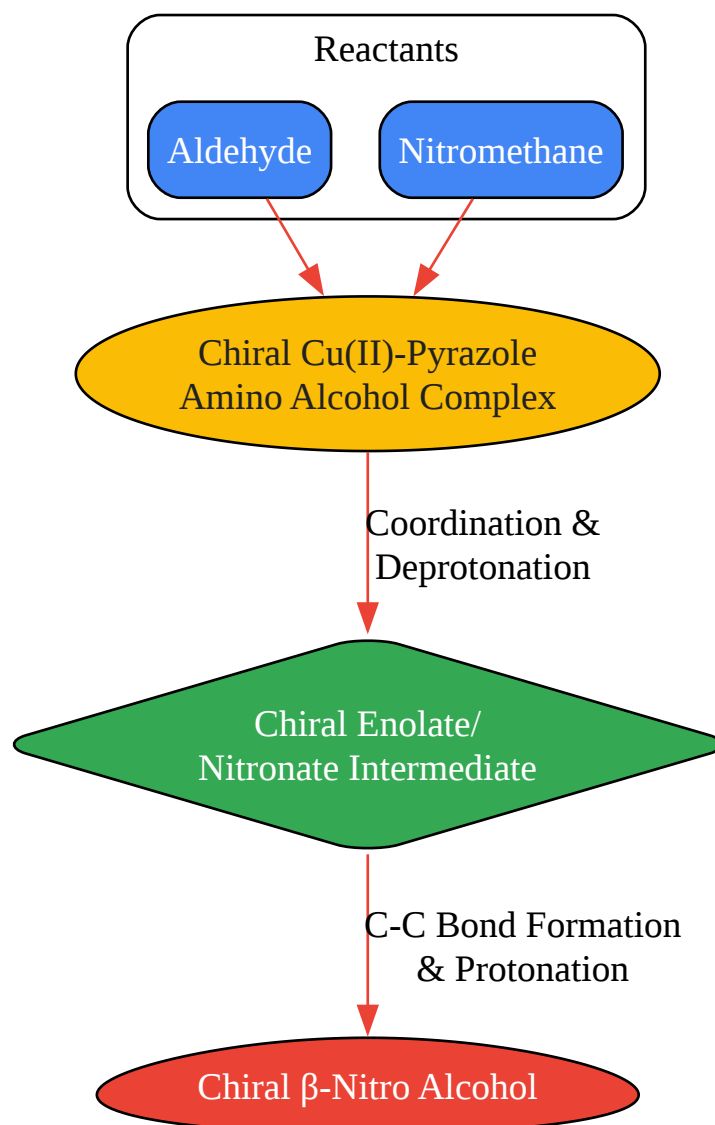 Reactants
Aldehyde
Nitromethane
Chiral Cu(II)-Pyrazole
Amino Alcohol Complex
Coordination &
Deprotonation
Chiral Enolate/
Nitronate Intermediate
C-C Bond Formation
& Protonation
Chiral β-Nitro Alcohol